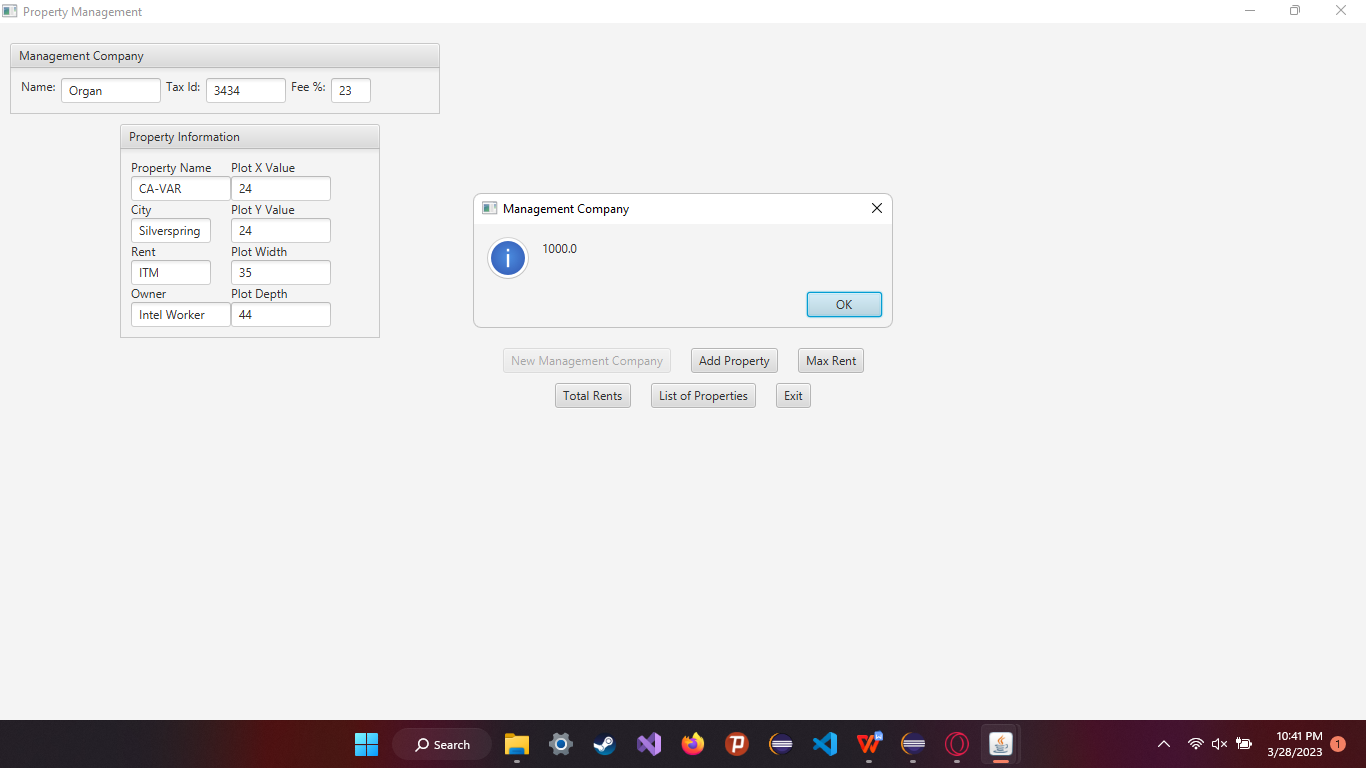 Property Management
Management Company
Name: Organ Tax Id: 3434 Fee %: 23
Property Information
Property Name Plot X Value
CA-VAR 24
City Plot Y Value
Silverspring 24
Rent Plot Width
ITM 35
Owner Plot Depth
Intel Worker 44
Management Company
i
1000.0
OK
New Management Company Add Property Max Rent
Total Rents List of Properties Exit
Search
10:41 PM
3/28/2023
1